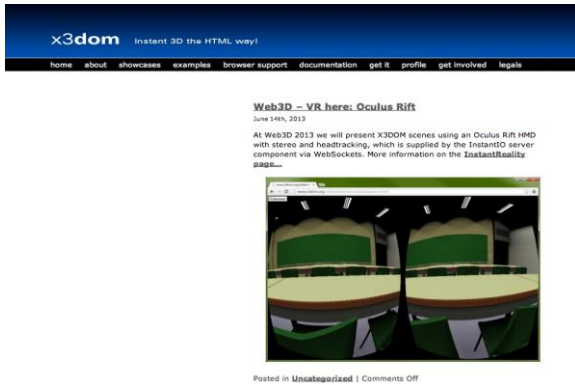 x3dom Instant 3D the HTML way!
home about showcases examples browser support documentation get it profile get involved legals
Web3D – VR here: Oculus Rift
June 14th, 2013
At Web3D 2013 we will present X3DOM scenes using an Oculus Rift HMD
with stereo and headtracking, which is supplied by the InstantIO server
component via WebSockets. More information on the InstantReality
page...
Posted in Uncategorized | Comments Off